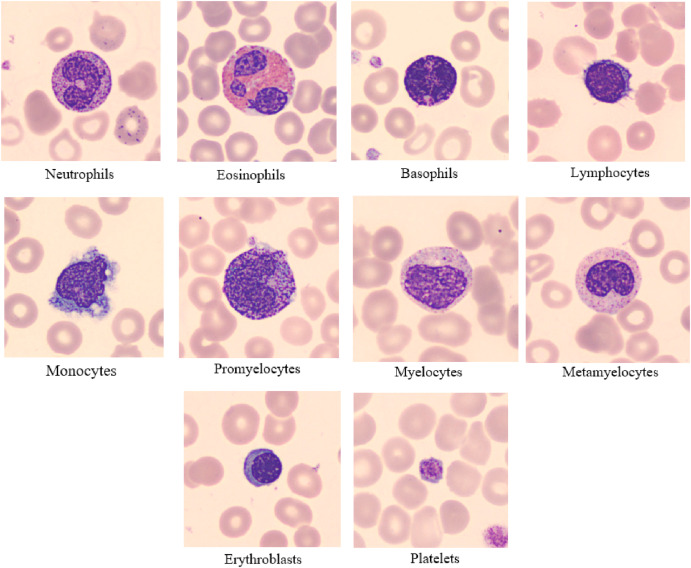 Neutrophils
Eosinophils
Basophils
Lymphocytes
Monocytes
Promyelocytes
Myelocytes
Metamyelocytes
Erythroblasts
Platelets